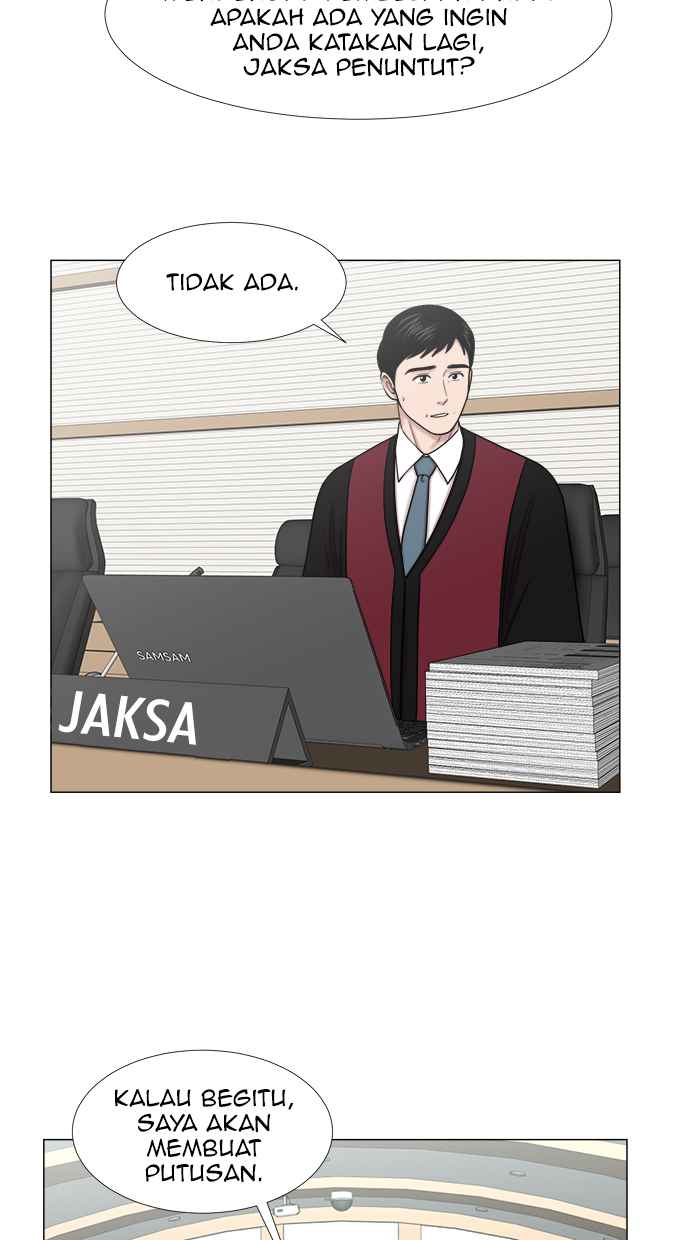 APAKAH ADA YANG INGIN
ANDA KATAKAN LAGI,
JAKSA PENUNTUT?
TIDAK ADA.
SAMSAM
JAKSA
KALAU BEGITU,
SAYA AKAN
MEMBUAT
PUTUSAN.